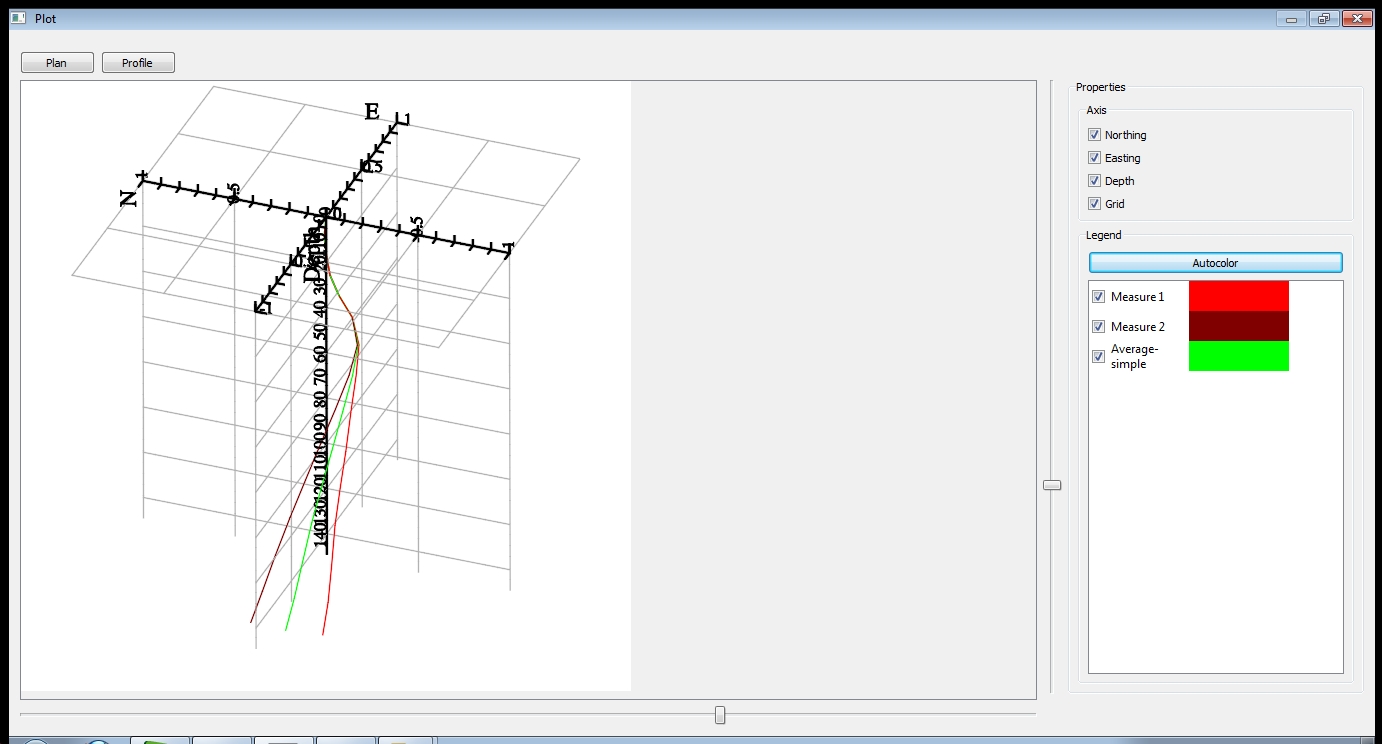 Plot
Plan
Profile
E
1
0.5
1
N
0.5
0
0.5
1
-1
Depth
30
40
50
60
70
80
90
100
110
120
130
140
Properties
Axis
Northing
Easting
Depth
Grid
Legend
Autocolor
Measure 1
Measure 2
Average-
simple